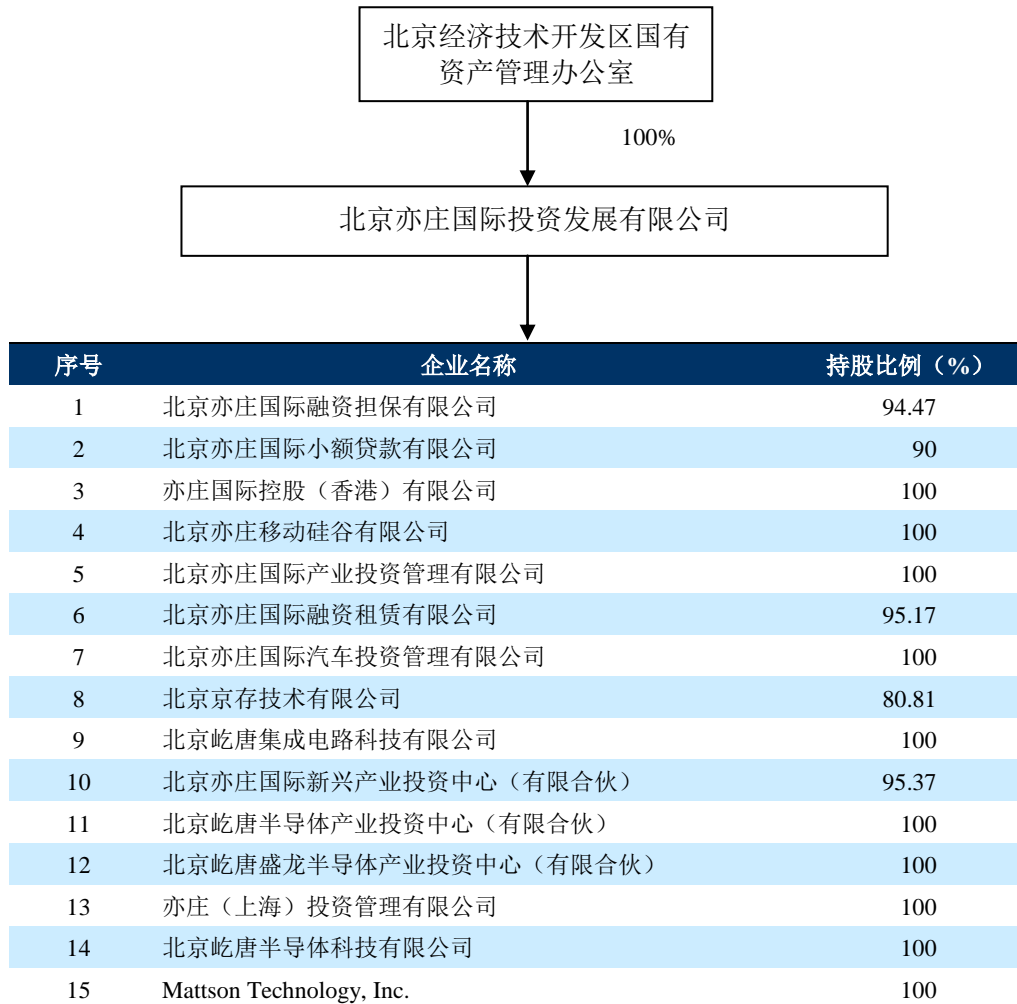 北京经济技术开发区国有
资产管理办公室
100%
北京亦庄国际投资发展有限公司
序号 企业名称 持股比例（%）
1 北京亦庄国际融资担保有限公司 94.47
2 北京亦庄国际小额贷款有限公司 90
3 亦庄国际控股（香港）有限公司 100
4 北京亦庄移动硅谷有限公司 100
5 北京亦庄国际产业投资管理有限公司 100
6 北京亦庄国际融资租赁有限公司 95.17
7 北京亦庄国际汽车投资管理有限公司 100
8 北京京存技术有限公司 80.81
9 北京屹唐集成电路科技有限公司 100
10 北京亦庄国际新兴产业投资中心（有限合伙） 95.37
11 北京屹唐半导体产业投资中心（有限合伙） 100
12 北京屹唐盛龙半导体产业投资中心（有限合伙） 100
13 亦庄（上海）投资管理有限公司 100
14 北京屹唐半导体科技有限公司 100
15 Mattson Technology, Inc. 100